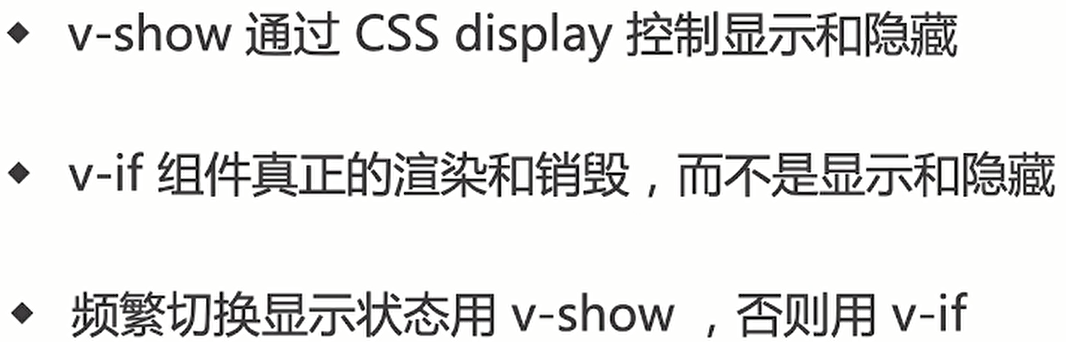 ◆ v-show 通过 CSS display 控制显示和隐藏
◆ v-if 组件真正的渲染和销毁，而不是显示和隐藏
◆ 频繁切换显示状态用 v-show ，否则用 v-if